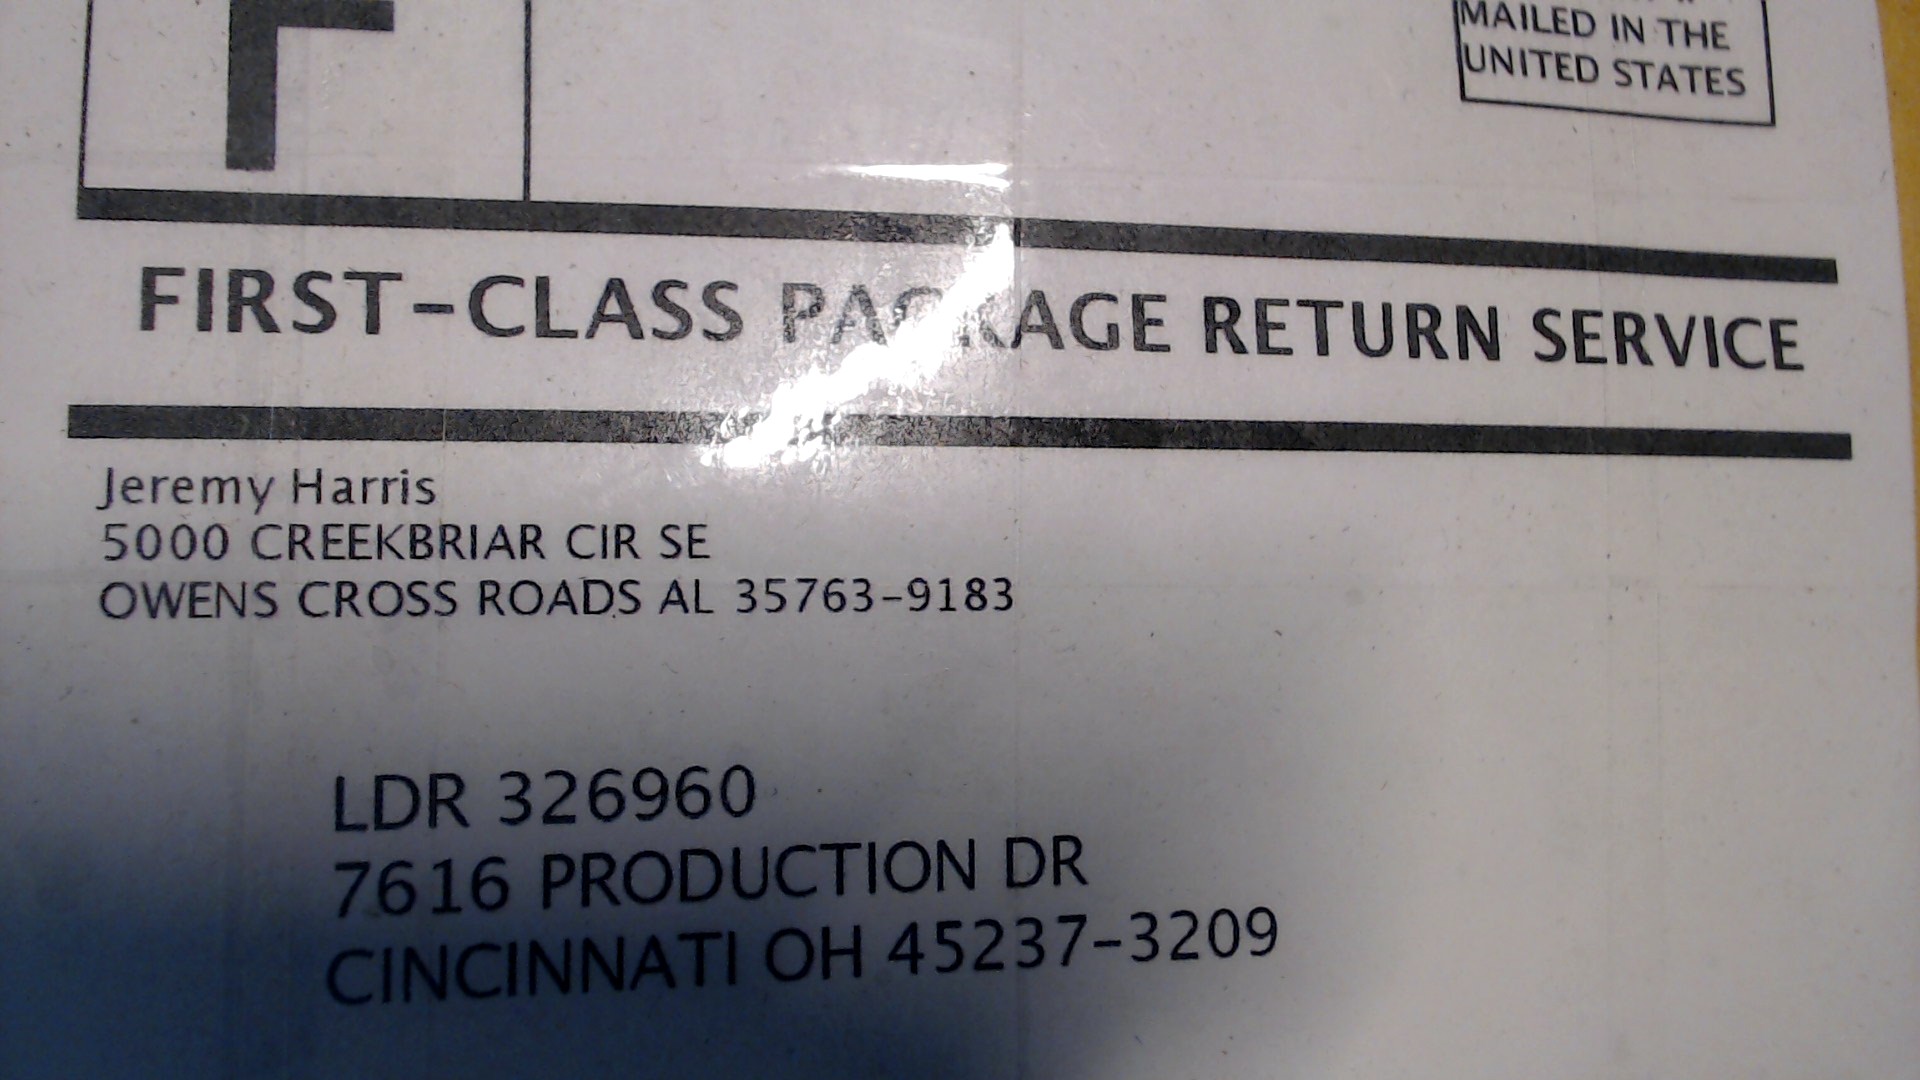 F
MAILED IN THE
UNITED STATES
FIRST-CLASS PACKAGE RETURN SERVICE
Jeremy Harris
5000 CREEKBRIAR CIR SE
OWENS CROSS ROADS AL 35763-9183
LDR 326960
7616 PRODUCTION DR
CINCINNATI OH 45237-3209